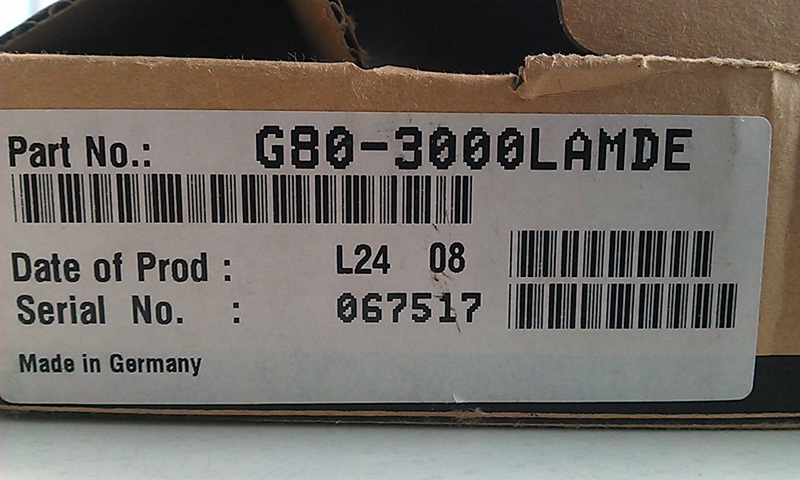 Part No.: G80-3000LAMDE
Date of Prod : L24 08
Serial No. : 067517
Made in Germany